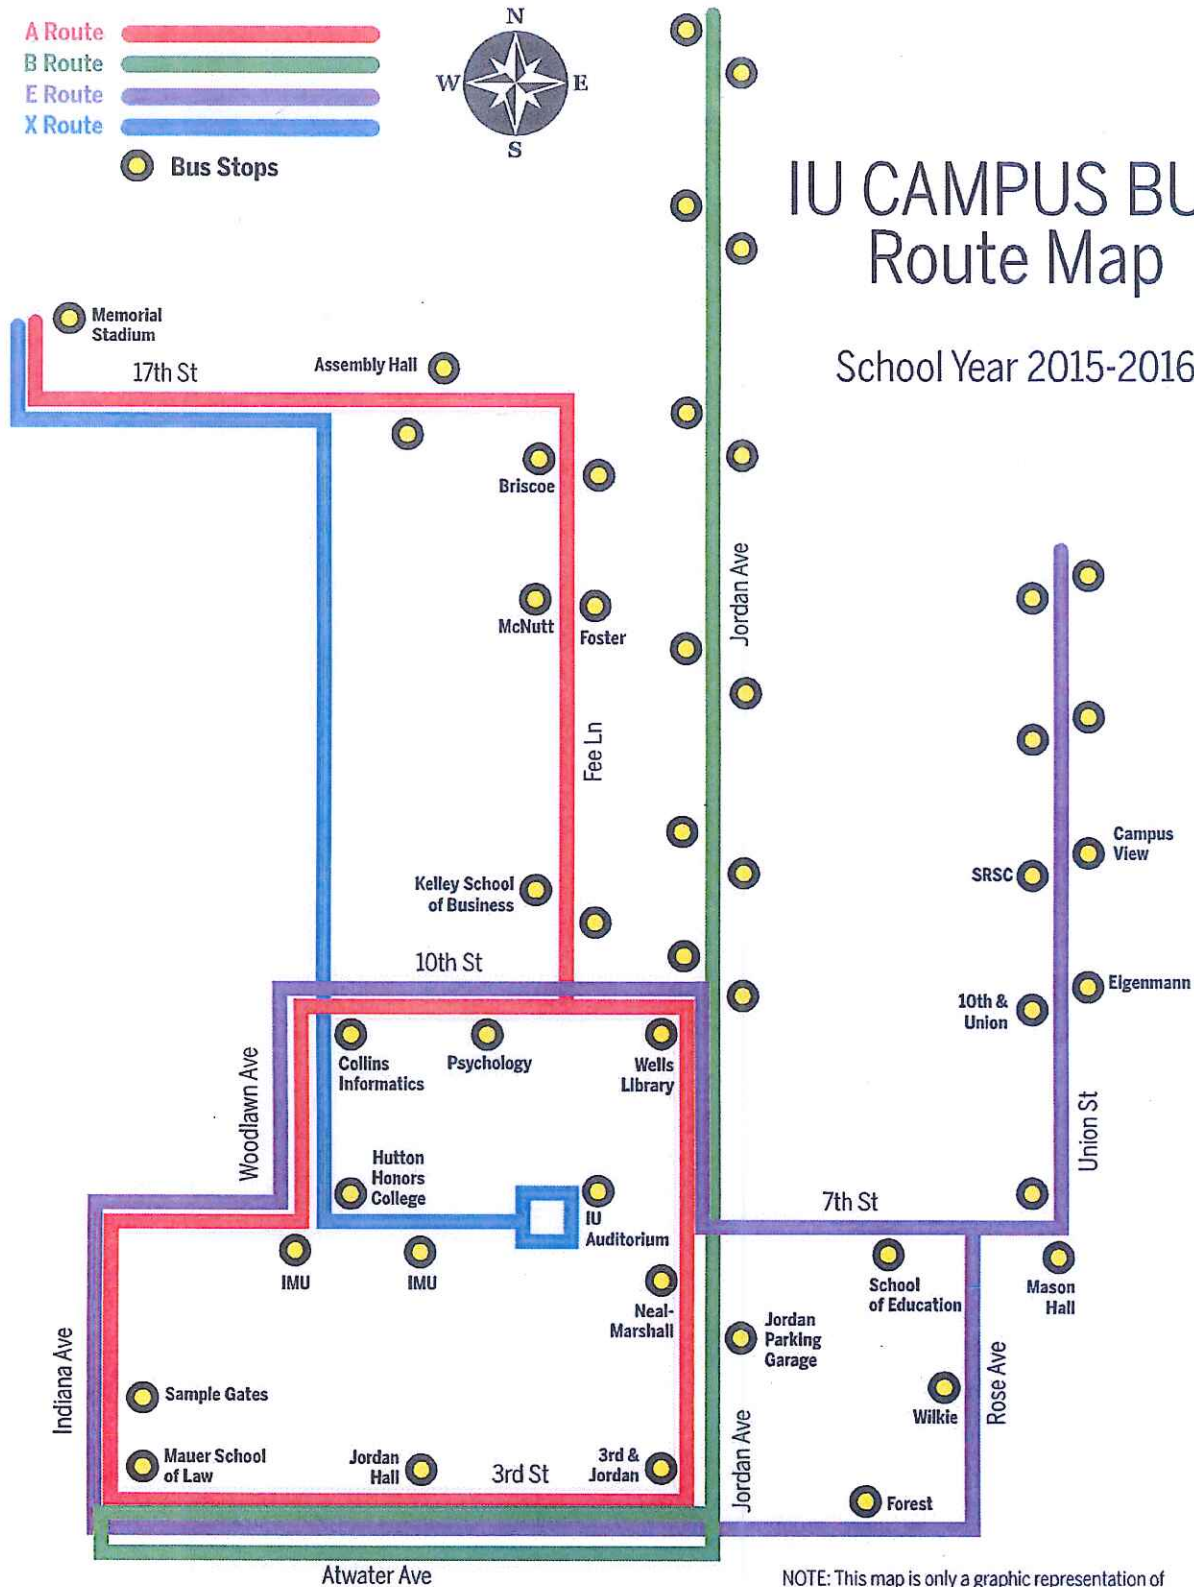 A Route
B Route
E Route
X Route
Bus Stops
N
W
E
S
IU CAMPUS BU
Route Map
School Year 2015-2016
Memorial
Stadium
17th St
Assembly Hall
Briscoe
McNutt
Foster
Jordan Ave
Fee Ln
Campus
View
SRSC
Kelley School
of Business
10th St
Eigenmann
10th &
Union
Collins
Informatics
Psychology
Wells
Library
Woodlawn Ave
Union St
Hutton
Honors
College
7th St
IU
Auditorium
IMU
IMU
School
of Education
Mason
Hall
Neal-
Marshall
Jordan
Parking
Garage
Indiana Ave
Rose Ave
Sample Gates
Wilkie
Jordan Ave
Mauer School
of Law
Jordan
Hall
3rd St
3rd &
Jordan
Forest
Atwater Ave
NOTE: This map is only a graphic representation of